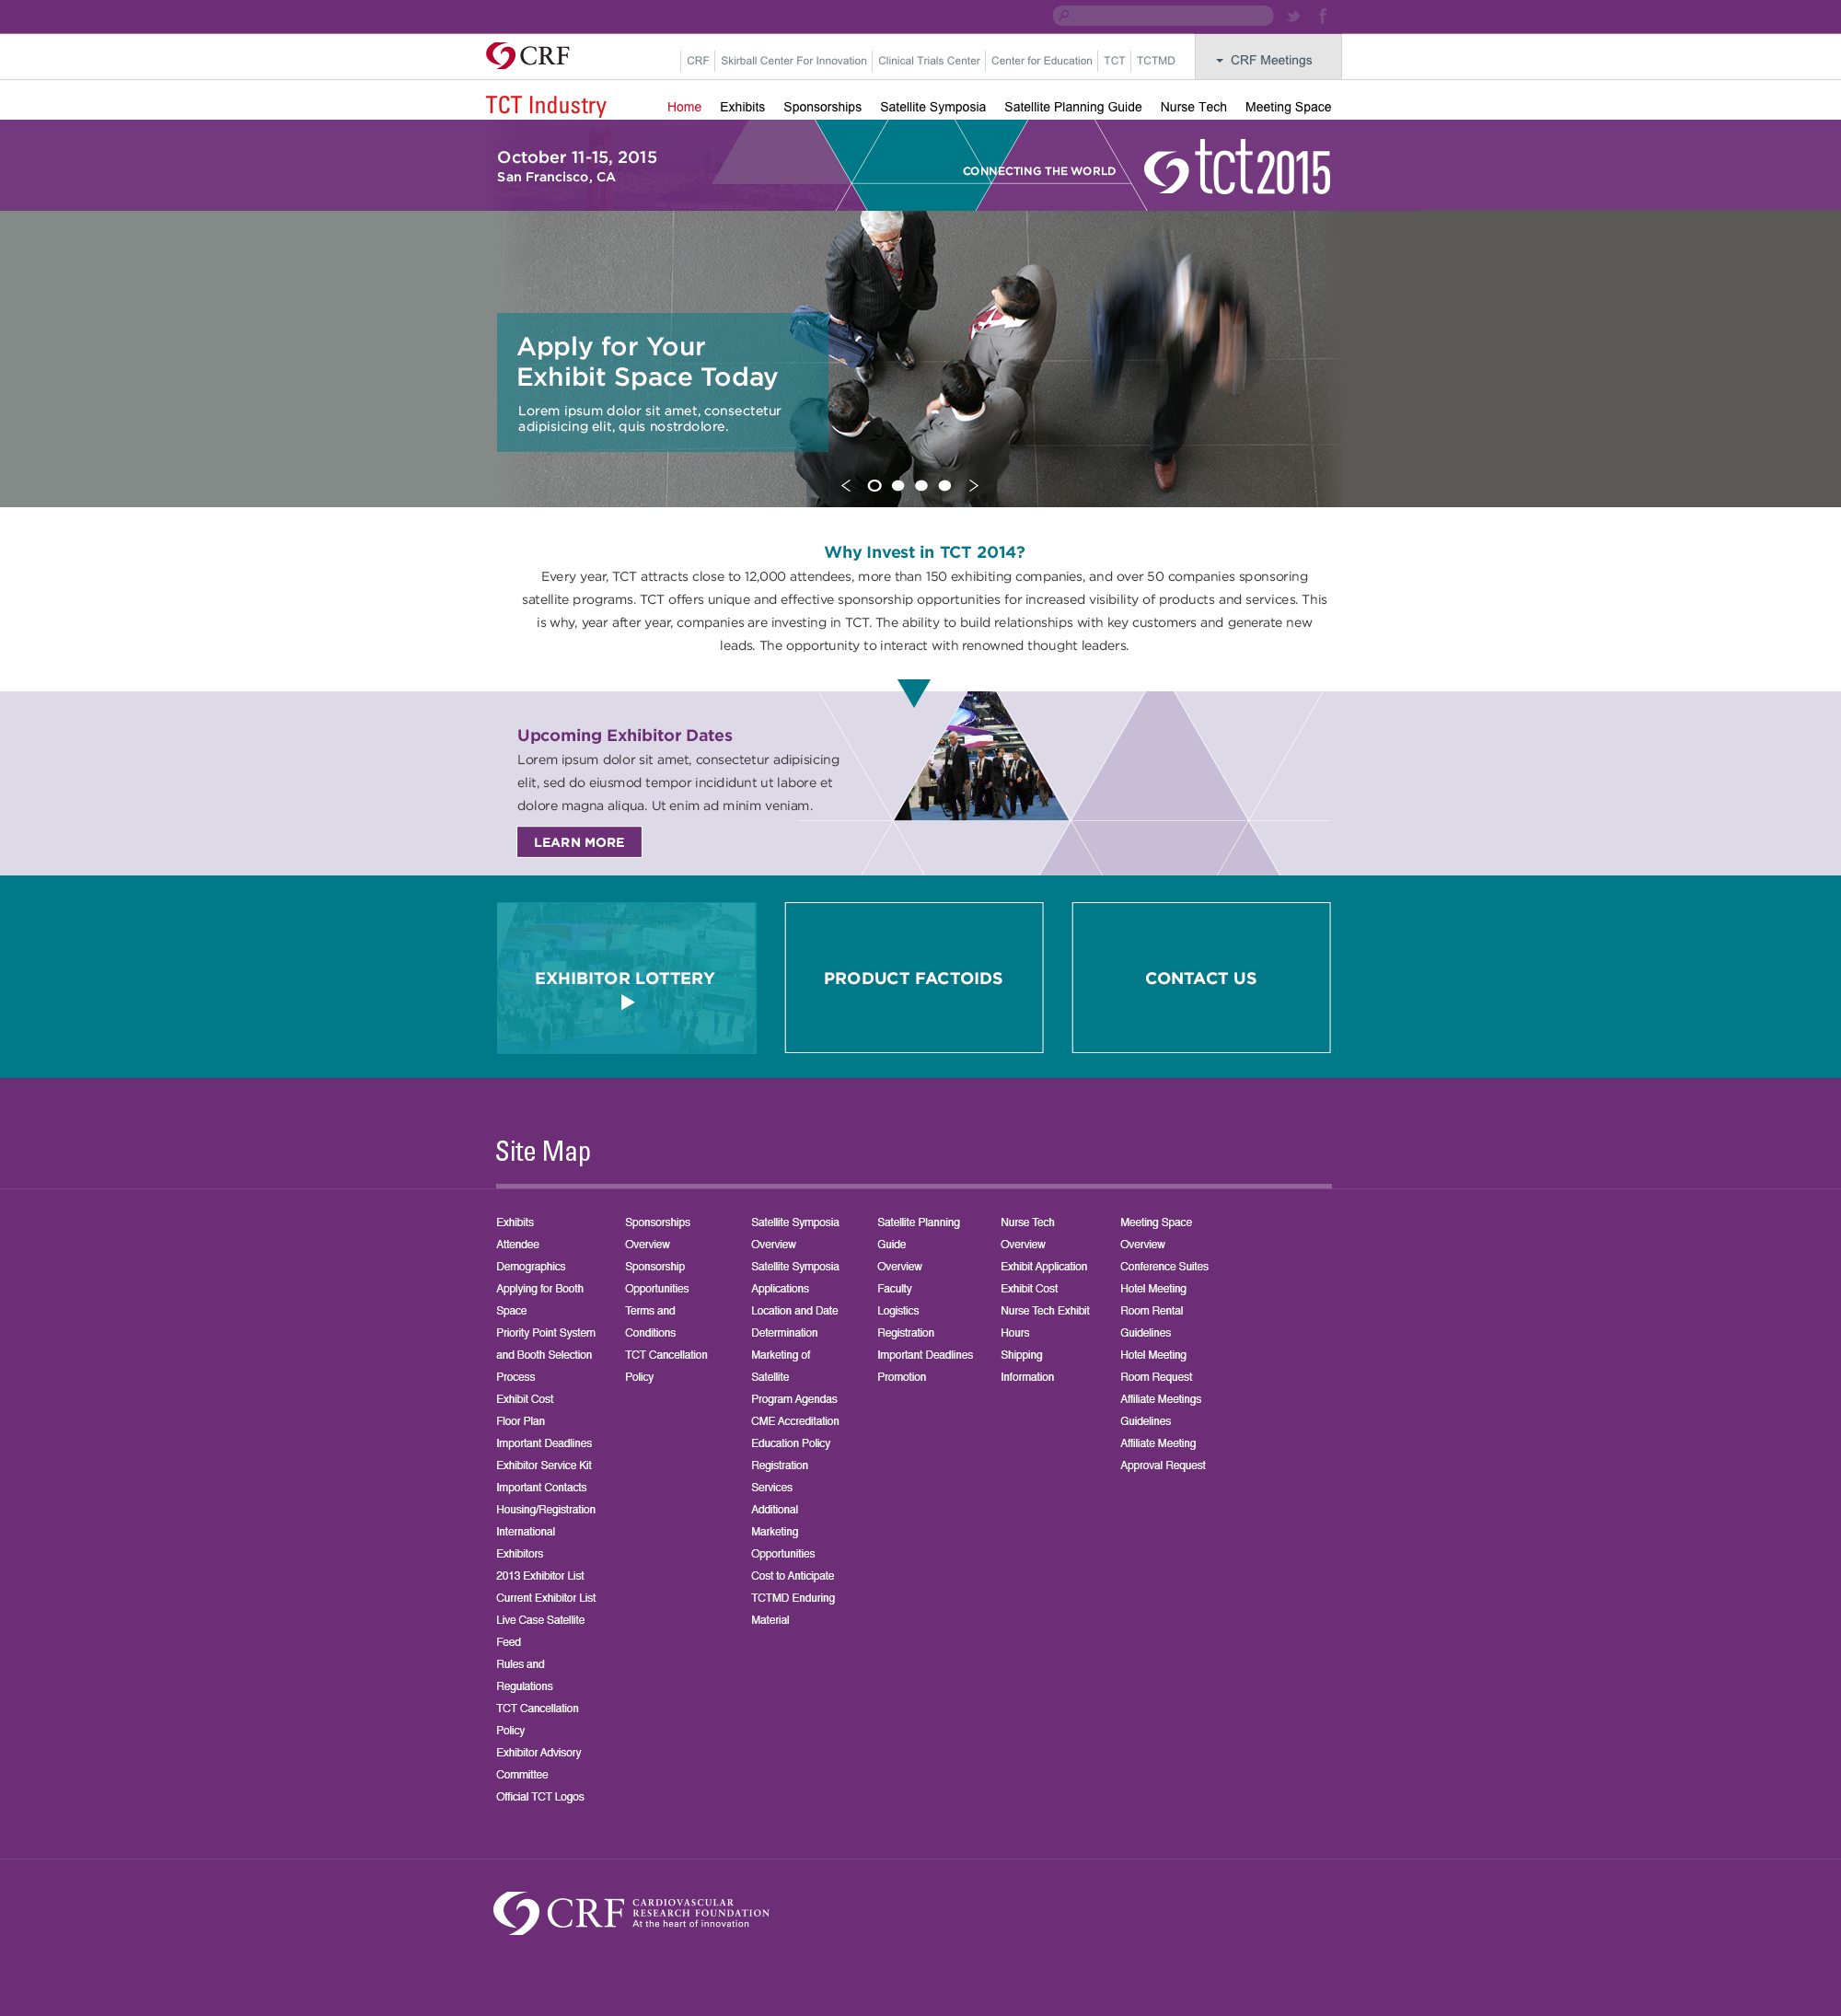 CRF
CRF Skirball Center For Innovation Clinical Trials Center Center for Education TCT TCTMD CRF Meetings
TCT Industry
Home Exhibits Sponsorships Satellite Symposia Satellite Planning Guide Nurse Tech Meeting Space
October 11-15, 2015
San Francisco, CA
CONNECTING THE WORLD
tct2015
Apply for Your
Exhibit Space Today
Lorem ipsum dolor sit amet, consectetur
adipisicing elit, quis nostrdolore.
Why Invest in TCT 2014?
Every year, TCT attracts close to 12,000 attendees, more than 150 exhibiting companies, and over 50 companies sponsoring
satellite programs. TCT offers unique and effective sponsorship opportunities for increased visibility of products and services. This
is why, year after year, companies are investing in TCT. The ability to build relationships with key customers and generate new
leads. The opportunity to interact with renowned thought leaders.
Upcoming Exhibitor Dates
Lorem ipsum dolor sit amet, consectetur adipisicing
elit, sed do eiusmod tempor incididunt ut labore et
dolore magna aliqua. Ut enim ad minim veniam.
LEARN MORE
EXHIBITOR LOTTERY
PRODUCT FACTOIDS
CONTACT US
Site Map
Exhibits
Attendee
Demographics
Applying for Booth
Space
Priority Point System
and Booth Selection
Process
Exhibit Cost
Floor Plan
Important Deadlines
Exhibitor Service Kit
Important Contacts
Housing/Registration
International
Exhibitors
2013 Exhibitor List
Current Exhibitor List
Live Case Satellite
Feed
Rules and
Regulations
TCT Cancellation
Policy
Exhibitor Advisory
Committee
Official TCT Logos
Sponsorships
Overview
Sponsorship
Opportunities
Terms and
Conditions
TCT Cancellation
Policy
Satellite Symposia
Overview
Satellite Symposia
Applications
Location and Date
Determination
Marketing of
Satellite
Program Agendas
CME Accreditation
Education Policy
Registration
Services
Additional
Marketing
Opportunities
Cost to Anticipate
TCTMD Enduring
Material
Satellite Planning
Guide
Overview
Faculty
Logistics
Registration
Important Deadlines
Promotion
Nurse Tech
Overview
Exhibit Application
Exhibit Cost
Nurse Tech Exhibit
Hours
Shipping
Information
Meeting Space
Overview
Conference Suites
Hotel Meeting
Room Rental
Guidelines
Hotel Meeting
Room Request
Affiliate Meetings
Guidelines
Affiliate Meeting
Approval Request
CRF
CARDIOVASCULAR
RESEARCH FOUNDATION
At the heart of innovation